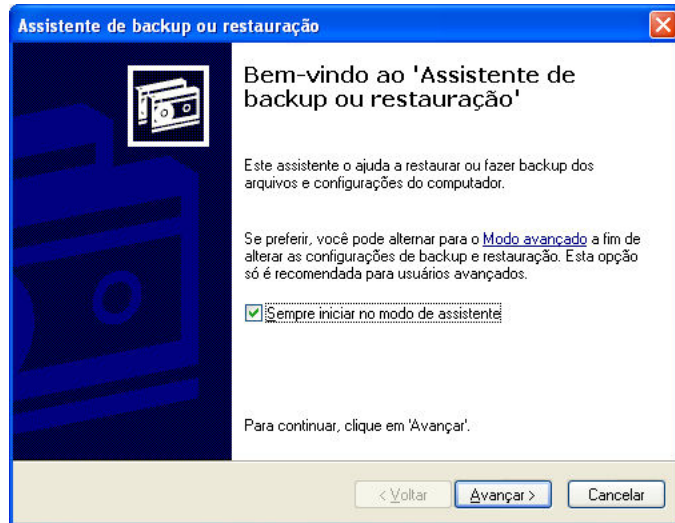 Assistente de backup ou restauração
Bem-vindo ao 'Assistente de
backup ou restauração'
Este assistente o ajuda a restaurar ou fazer backup dos
arquivos e configurações do computador.
Se preferir, você pode alternar para o Modo avançado a fim de
alterar as configurações de backup e restauração. Esta opção
só é recomendada para usuários avançados.
Sempre iniciar no modo de assistente
Para continuar, clique em 'Avançar'.
< Voltar Avançar > Cancelar